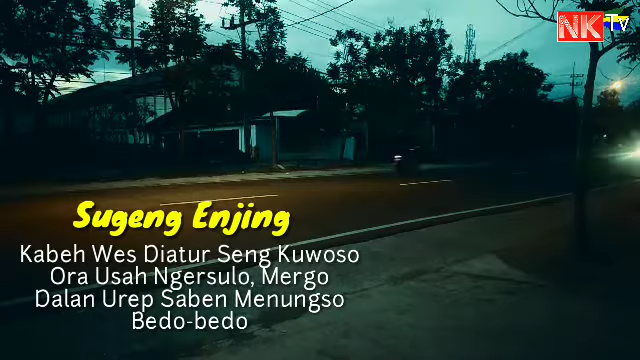 NK Tv
Sugeng Enjing
Kabeh Wes Diatur Seng Kuwoso
Ora Usah Ngersulo, Mergo
Dalan Urep Saben Menungso
Bedo-bedo